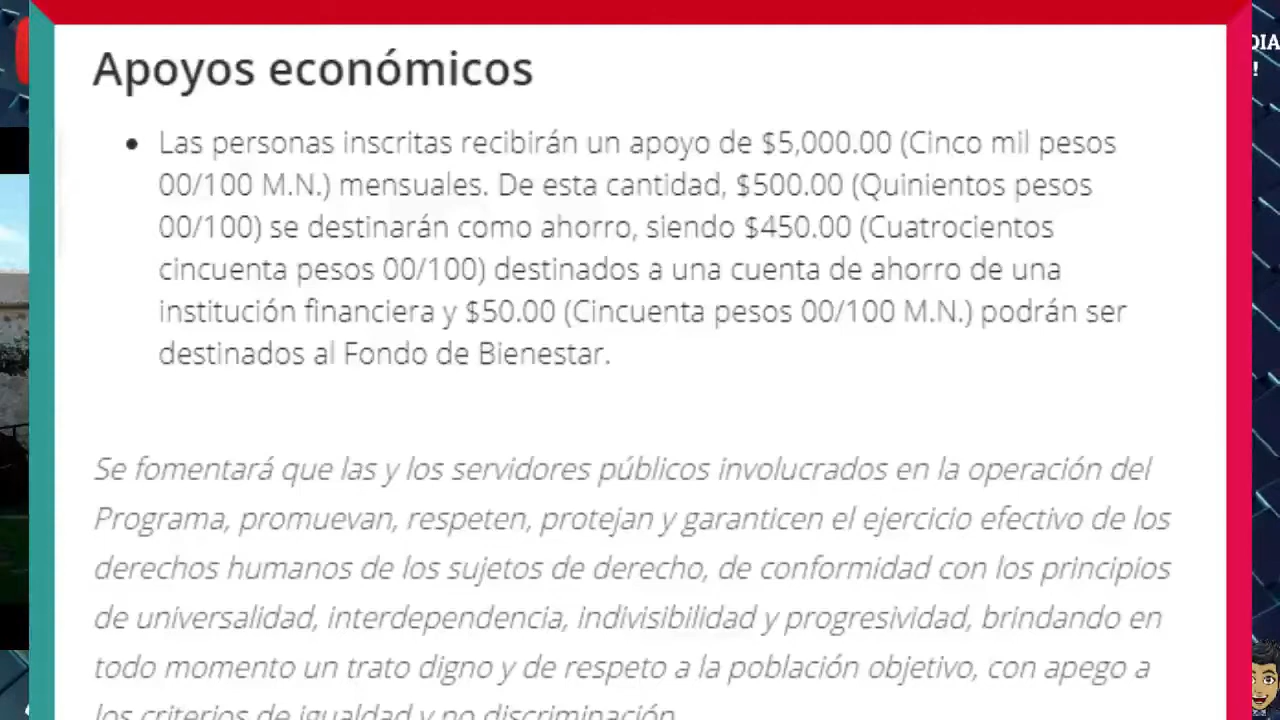 Apoyos económicos
• Las personas inscritas recibirán un apoyo de $5,000.00 (Cinco mil pesos
00/100 M.N.) mensuales. De esta cantidad, $500.00 (Quinientos pesos
00/100) se destinarán como ahorro, siendo $450.00 (Cuatrocientos
cincuenta pesos 00/100) destinados a una cuenta de ahorro de una
institución financiera y $50.00 (Cincuenta pesos 00/100 M.N.) podrán ser
destinados al Fondo de Bienestar.
Se fomentará que las y los servidores públicos involucrados en la operación del
Programa, promuevan, respeten, protejan y garanticen el ejercicio efectivo de los
derechos humanos de los sujetos de derecho, de conformidad con los principios
de universalidad, interdependencia, indivisibilidad y progresividad, brindando en
todo momento un trato digno y de respeto a la población objetivo, con apego a
los criterios de igualdad y no discriminación.